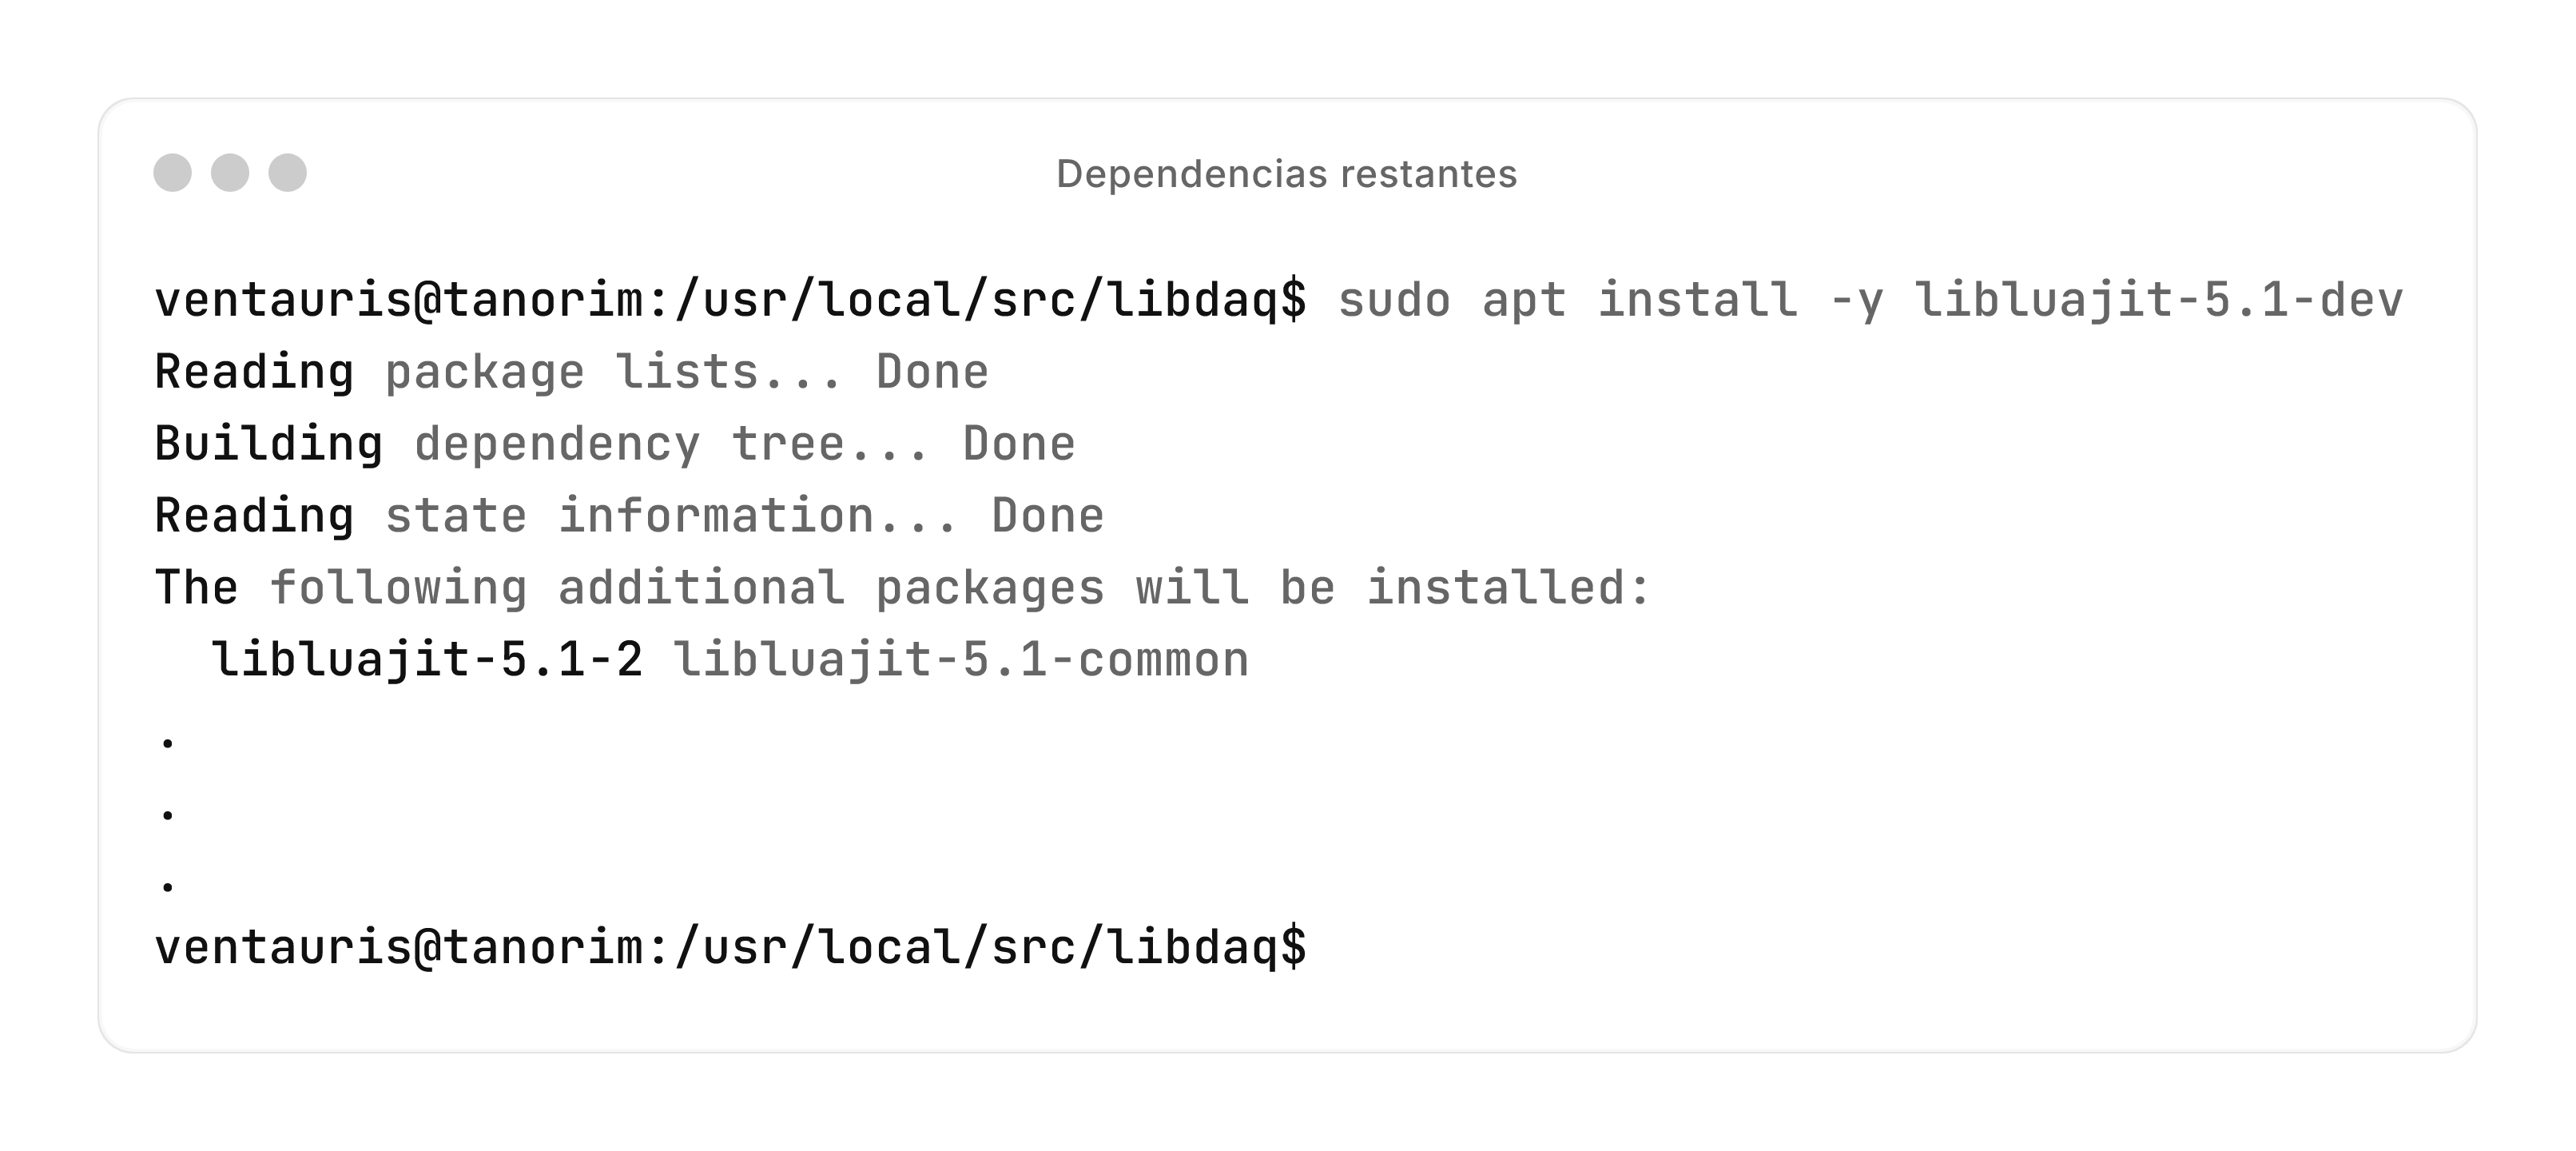 Dependencias restantes
ventauris@tanorim:/usr/local/src/libdaq$ sudo apt install -y libluajit-5.1-dev
Reading package lists... Done
Building dependency tree... Done
Reading state information... Done
The following additional packages will be installed:
  libluajit-5.1-2 libluajit-5.1-common
.
.
.
ventauris@tanorim:/usr/local/src/libdaq$